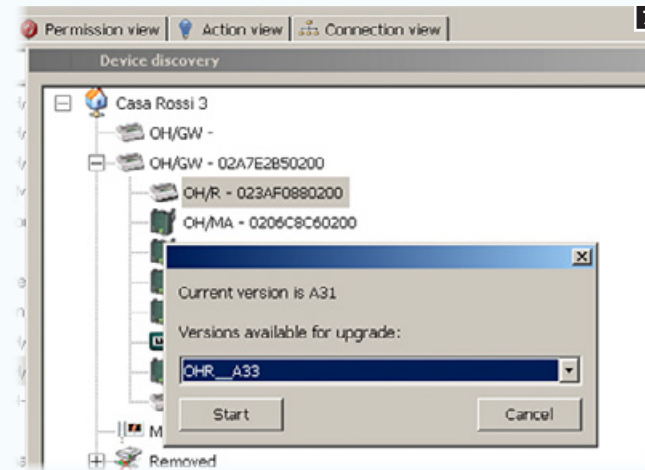 Permission view Action view Connection view
Device discovery
Casa Rossi 3
OH/GW -
OH/GW - 02A7E2B50200
OH/R - 023AF0880200
OH/MA - 0206C8C60200
Current version is A31
Versions available for upgrade:
OHR__A33
Start Cancel
M
Removed